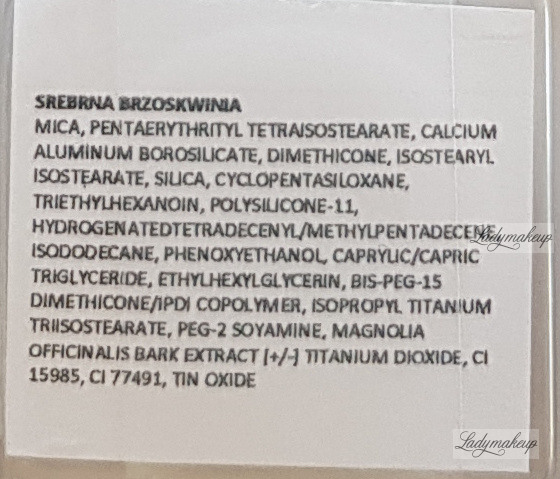 SREBRNA BRZOSKWINIA
MICA, PENTAERYTHRITYL TETRAISOSTEARATE, CALCIUM
ALUMINUM BOROSILICATE, DIMETHICONE, ISOSTEARYL
ISOSTEARATE, SILICA, CYCLOPENTASILOXANE,
TRIETHYLHEXANOIN, POLYSILICONE-11,
HYDROGENATEDTETRADECENYL/METHYLPENTADECENE,
ISODODECANE, PHENOXYETHANOL, CAPRYLIC/CAPRIC
TRIGLYCERIDE, ETHYLHEXYLGLYCERIN, BIS-PEG-15
DIMETHICONE/IPDI COPOLYMER, ISOPROPYL TITANIUM
TRIISOSTEARATE, PEG-2 SOYAMINE, MAGNOLIA
OFFICINALIS BARK EXTRACT [+/-] TITANIUM DIOXIDE, CI
15985, CI 77491, TIN OXIDE
Ladymakeup
Ladymakeup